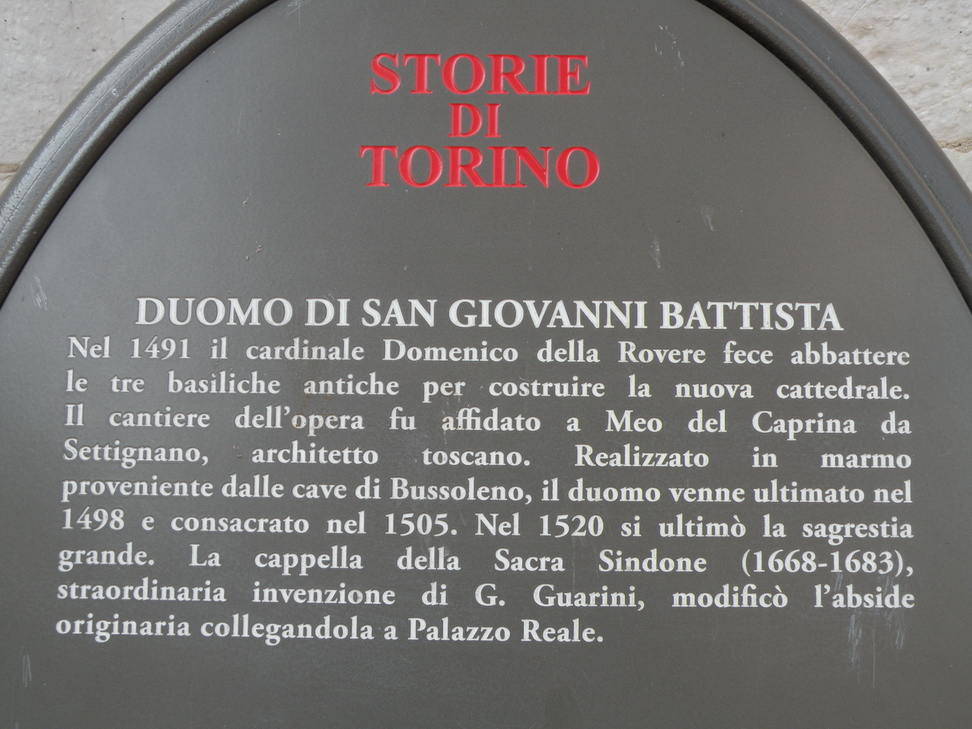 STORIE
DI
TORINO
DUOMO DI SAN GIOVANNI BATTISTA
Nel 1491 il cardinale Domenico della Rovere fece abbattere
le tre basiliche antiche per costruire la nuova cattedrale.
Il cantiere dell'opera fu affidato a Meo del Caprina da
Settignano, architetto toscano. Realizzato in marmo
proveniente dalle cave di Bussoleno, il duomo venne ultimato nel
1498 e consacrato nel 1505. Nel 1520 si ultimò la sagrestia
grande. La cappella della Sacra Sindone (1668-1683),
straordinaria invenzione di G. Guarini, modificò l'abside
originaria collegandola a Palazzo Reale.